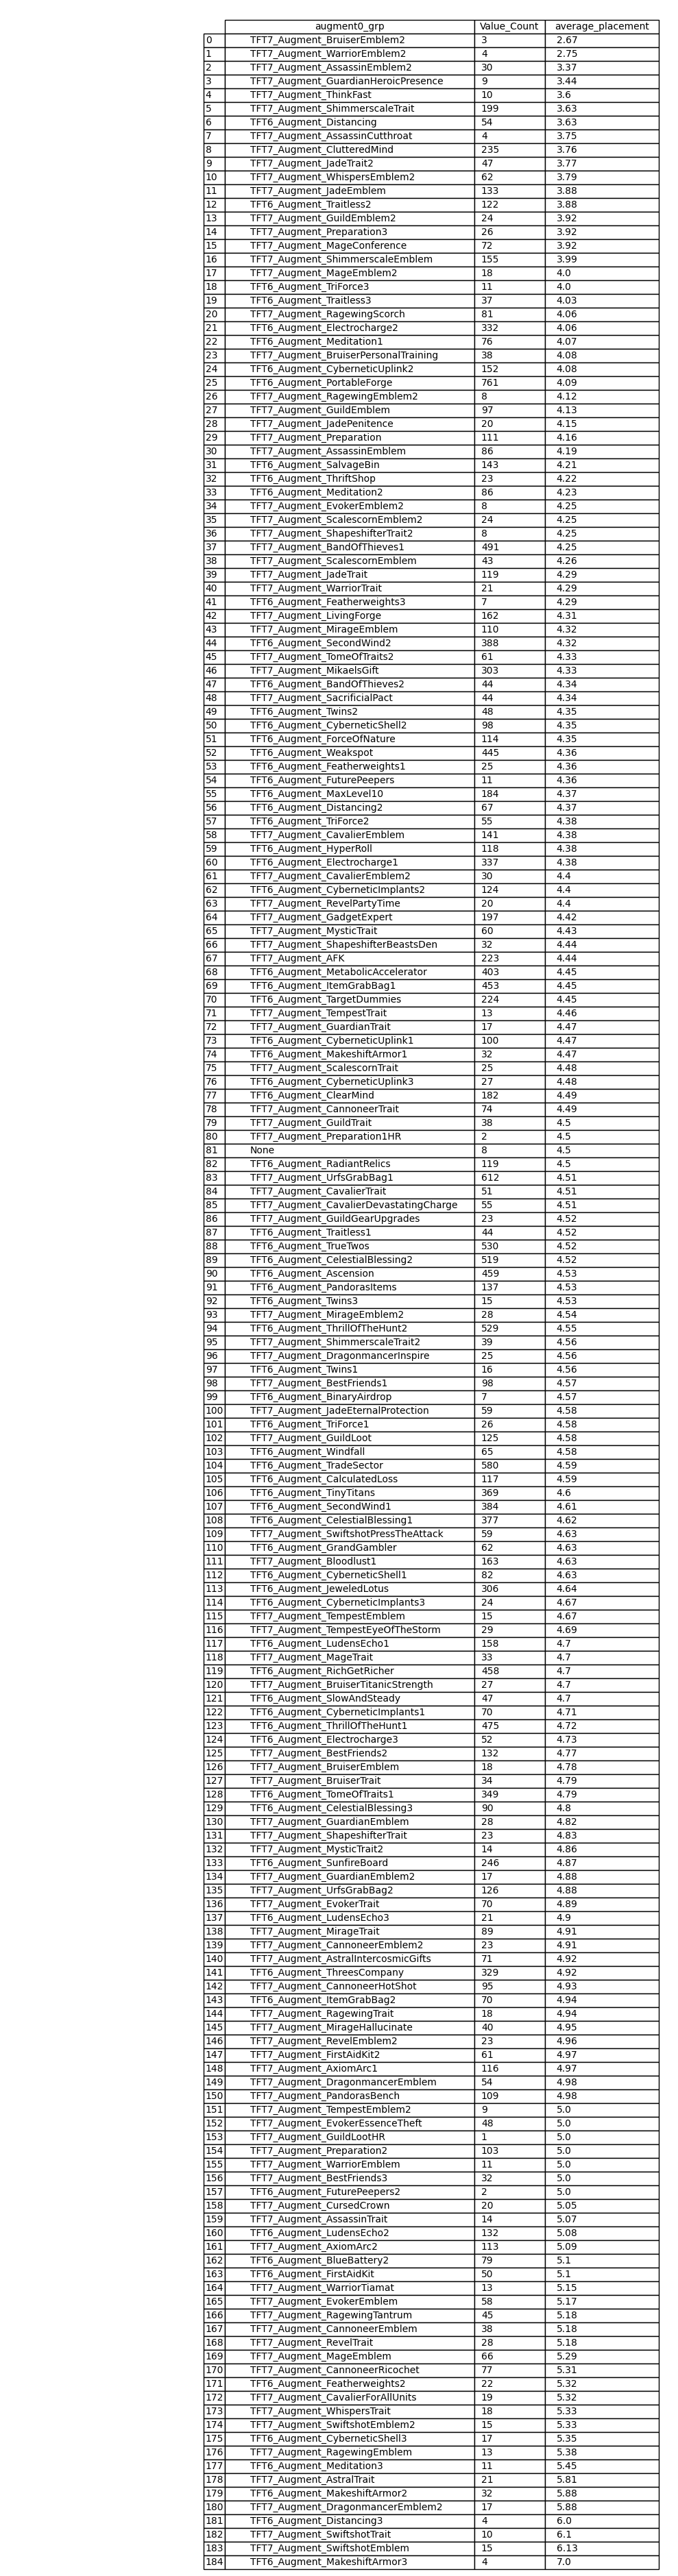 augment0_grp Value_Count average_placement
0 TFT7_Augment_BruiserEmblem2 3 2.67
1 TFT7_Augment_WarriorEmblem2 4 2.75
2 TFT7_Augment_AssassinEmblem2 30 3.37
3 TFT7_Augment_GuardianHeroicPresence 9 3.44
4 TFT7_Augment_ThinkFast 10 3.6
5 TFT7_Augment_ShimmerscaleTrait 199 3.63
6 TFT6_Augment_Distancing 54 3.63
7 TFT7_Augment_AssassinCutthroat 4 3.75
8 TFT7_Augment_ClutteredMind 235 3.76
9 TFT7_Augment_JadeTrait2 47 3.77
10 TFT7_Augment_WhispersEmblem2 62 3.79
11 TFT7_Augment_JadeEmblem 133 3.88
12 TFT6_Augment_Traitless2 122 3.88
13 TFT7_Augment_GuildEmblem2 24 3.92
14 TFT7_Augment_Preparation3 26 3.92
15 TFT7_Augment_MageConference 72 3.92
16 TFT7_Augment_ShimmerscaleEmblem 155 3.99
17 TFT7_Augment_MageEmblem2 18 4.0
18 TFT6_Augment_TriForce3 11 4.0
19 TFT6_Augment_Traitless3 37 4.03
20 TFT7_Augment_RagewingScorch 81 4.06
21 TFT6_Augment_Electrocharge2 332 4.06
22 TFT6_Augment_Meditation1 76 4.07
23 TFT7_Augment_BruiserPersonalTraining 38 4.08
24 TFT6_Augment_CyberneticUplink2 152 4.08
25 TFT6_Augment_PortableForge 761 4.09
26 TFT7_Augment_RagewingEmblem2 8 4.12
27 TFT7_Augment_GuildEmblem 97 4.13
28 TFT7_Augment_JadePenitence 20 4.15
29 TFT7_Augment_Preparation 111 4.16
30 TFT7_Augment_AssassinEmblem 86 4.19
31 TFT6_Augment_SalvageBin 143 4.21
32 TFT6_Augment_ThriftShop 23 4.22
33 TFT6_Augment_Meditation2 86 4.23
34 TFT7_Augment_EvokerEmblem2 8 4.25
35 TFT7_Augment_ScalescornEmblem2 24 4.25
36 TFT7_Augment_ShapeshifterTrait2 8 4.25
37 TFT7_Augment_BandOfThieves1 491 4.25
38 TFT7_Augment_ScalescornEmblem 43 4.26
39 TFT7_Augment_JadeTrait 119 4.29
40 TFT7_Augment_WarriorTrait 21 4.29
41 TFT6_Augment_Featherweights3 7 4.29
42 TFT7_Augment_LivingForge 162 4.31
43 TFT7_Augment_MirageEmblem 110 4.32
44 TFT6_Augment_SecondWind2 388 4.32
45 TFT7_Augment_TomeOfTraits2 61 4.33
46 TFT7_Augment_MikaelsGift 303 4.33
47 TFT6_Augment_BandOfThieves2 44 4.34
48 TFT7_Augment_SacrificialPact 44 4.34
49 TFT6_Augment_Twins2 48 4.35
50 TFT6_Augment_CyberneticShell2 98 4.35
51 TFT6_Augment_ForceOfNature 114 4.35
52 TFT6_Augment_Weakspot 445 4.36
53 TFT6_Augment_Featherweights1 25 4.36
54 TFT6_Augment_FuturePeepers 11 4.36
55 TFT7_Augment_MaxLevel10 184 4.37
56 TFT6_Augment_Distancing2 67 4.37
57 TFT6_Augment_TriForce2 55 4.38
58 TFT7_Augment_CavalierEmblem 141 4.38
59 TFT6_Augment_HyperRoll 118 4.38
60 TFT6_Augment_Electrocharge1 337 4.38
61 TFT7_Augment_CavalierEmblem2 30 4.4
62 TFT6_Augment_CyberneticImplants2 124 4.4
63 TFT7_Augment_RevelPartyTime 20 4.4
64 TFT7_Augment_GadgetExpert 197 4.42
65 TFT7_Augment_MysticTrait 60 4.43
66 TFT7_Augment_ShapeshifterBeastsDen 32 4.44
67 TFT7_Augment_AFK 223 4.44
68 TFT6_Augment_MetabolicAccelerator 403 4.45
69 TFT6_Augment_ItemGrabBag1 453 4.45
70 TFT6_Augment_TargetDummies 224 4.45
71 TFT7_Augment_TempestTrait 13 4.46
72 TFT7_Augment_GuardianTrait 17 4.47
73 TFT6_Augment_CyberneticUplink1 100 4.47
74 TFT6_Augment_MakeshiftArmor1 32 4.47
75 TFT7_Augment_ScalescornTrait 25 4.48
76 TFT6_Augment_CyberneticUplink3 27 4.48
77 TFT6_Augment_ClearMind 182 4.49
78 TFT7_Augment_CannoneerTrait 74 4.49
79 TFT7_Augment_GuildTrait 38 4.5
80 TFT7_Augment_Preparation1HR 2 4.5
81 None 8 4.5
82 TFT6_Augment_RadiantRelics 119 4.5
83 TFT7_Augment_UrfsGrabBag1 612 4.51
84 TFT7_Augment_CavalierTrait 51 4.51
85 TFT7_Augment_CavalierDevastatingCharge 55 4.51
86 TFT7_Augment_GuildGearUpgrades 23 4.52
87 TFT6_Augment_Traitless1 44 4.52
88 TFT6_Augment_TrueTwos 530 4.52
89 TFT6_Augment_CelestialBlessing2 519 4.52
90 TFT6_Augment_Ascension 459 4.53
91 TFT6_Augment_PandorasItems 137 4.53
92 TFT6_Augment_Twins3 15 4.53
93 TFT7_Augment_MirageEmblem2 28 4.54
94 TFT6_Augment_ThrillOfTheHunt2 529 4.55
95 TFT7_Augment_ShimmerscaleTrait2 39 4.56
96 TFT7_Augment_DragonmancerInspire 25 4.56
97 TFT6_Augment_Twins1 16 4.56
98 TFT7_Augment_BestFriends1 98 4.57
99 TFT6_Augment_BinaryAirdrop 7 4.57
100 TFT7_Augment_JadeEternalProtection 59 4.58
101 TFT6_Augment_TriForce1 26 4.58
102 TFT7_Augment_GuildLoot 125 4.58
103 TFT6_Augment_Windfall 65 4.58
104 TFT6_Augment_TradeSector 580 4.59
105 TFT6_Augment_CalculatedLoss 117 4.59
106 TFT6_Augment_TinyTitans 369 4.6
107 TFT6_Augment_SecondWind1 384 4.61
108 TFT6_Augment_CelestialBlessing1 377 4.62
109 TFT7_Augment_SwiftshotPressTheAttack 59 4.63
110 TFT6_Augment_GrandGambler 62 4.63
111 TFT7_Augment_Bloodlust1 163 4.63
112 TFT6_Augment_CyberneticShell1 82 4.63
113 TFT6_Augment_JeweledLotus 306 4.64
114 TFT6_Augment_CyberneticImplants3 24 4.67
115 TFT7_Augment_TempestEmblem 15 4.67
116 TFT7_Augment_TempestEyeOfTheStorm 29 4.69
117 TFT6_Augment_LudensEcho1 158 4.7
118 TFT7_Augment_MageTrait 33 4.7
119 TFT6_Augment_RichGetRicher 458 4.7
120 TFT7_Augment_BruiserTitanicStrength 27 4.7
121 TFT6_Augment_SlowAndSteady 47 4.7
122 TFT6_Augment_CyberneticImplants1 70 4.71
123 TFT6_Augment_ThrillOfTheHunt1 475 4.72
124 TFT6_Augment_Electrocharge3 52 4.73
125 TFT7_Augment_BestFriends2 132 4.77
126 TFT7_Augment_BruiserEmblem 18 4.78
127 TFT7_Augment_BruiserTrait 34 4.79
128 TFT6_Augment_TomeOfTraits1 349 4.79
129 TFT6_Augment_CelestialBlessing3 90 4.8
130 TFT7_Augment_GuardianEmblem 28 4.82
131 TFT7_Augment_ShapeshifterTrait 23 4.83
132 TFT7_Augment_MysticTrait2 14 4.86
133 TFT6_Augment_SunfireBoard 246 4.87
134 TFT7_Augment_GuardianEmblem2 17 4.88
135 TFT7_Augment_UrfsGrabBag2 126 4.88
136 TFT7_Augment_EvokerTrait 70 4.89
137 TFT6_Augment_LudensEcho3 21 4.9
138 TFT7_Augment_MirageTrait 89 4.91
139 TFT7_Augment_CannoneerEmblem2 23 4.91
140 TFT7_Augment_AstralIntercosmicGifts 71 4.92
141 TFT6_Augment_ThreesCompany 329 4.92
142 TFT7_Augment_CannoneerHotShot 95 4.93
143 TFT6_Augment_ItemGrabBag2 70 4.94
144 TFT7_Augment_RagewingTrait 18 4.94
145 TFT7_Augment_MirageHallucinate 40 4.95
146 TFT7_Augment_RevelEmblem2 23 4.96
147 TFT6_Augment_FirstAidKit2 61 4.97
148 TFT7_Augment_AxiomArc1 116 4.97
149 TFT7_Augment_DragonmancerEmblem 54 4.98
150 TFT7_Augment_PandorasBench 109 4.98
151 TFT7_Augment_TempestEmblem2 9 5.0
152 TFT7_Augment_EvokerEssenceTheft 48 5.0
153 TFT7_Augment_GuildLootHR 1 5.0
154 TFT7_Augment_Preparation2 103 5.0
155 TFT7_Augment_WarriorEmblem 11 5.0
156 TFT7_Augment_BestFriends3 32 5.0
157 TFT6_Augment_FuturePeepers2 2 5.0
158 TFT7_Augment_CursedCrown 20 5.05
159 TFT7_Augment_AssassinTrait 14 5.07
160 TFT6_Augment_LudensEcho2 132 5.08
161 TFT7_Augment_AxiomArc2 113 5.09
162 TFT6_Augment_BlueBattery2 79 5.1
163 TFT6_Augment_FirstAidKit 50 5.1
164 TFT7_Augment_WarriorTiamat 13 5.15
165 TFT7_Augment_EvokerEmblem 58 5.17
166 TFT7_Augment_RagewingTantrum 45 5.18
167 TFT7_Augment_CannoneerEmblem 38 5.18
168 TFT7_Augment_RevelTrait 28 5.18
169 TFT7_Augment_MageEmblem 66 5.29
170 TFT7_Augment_CannoneerRicochet 77 5.31
171 TFT6_Augment_Featherweights2 22 5.32
172 TFT7_Augment_CavalierForAllUnits 19 5.32
173 TFT7_Augment_WhispersTrait 18 5.33
174 TFT7_Augment_SwiftshotEmblem2 15 5.33
175 TFT6_Augment_CyberneticShell3 17 5.35
176 TFT7_Augment_RagewingEmblem 13 5.38
177 TFT6_Augment_Meditation3 11 5.45
178 TFT7_Augment_AstralTrait 21 5.81
179 TFT6_Augment_MakeshiftArmor2 32 5.88
180 TFT7_Augment_DragonmancerEmblem2 17 5.88
181 TFT6_Augment_Distancing3 4 6.0
182 TFT7_Augment_SwiftshotTrait 10 6.1
183 TFT7_Augment_SwiftshotEmblem 15 6.13
184 TFT6_Augment_MakeshiftArmor3 4 7.0